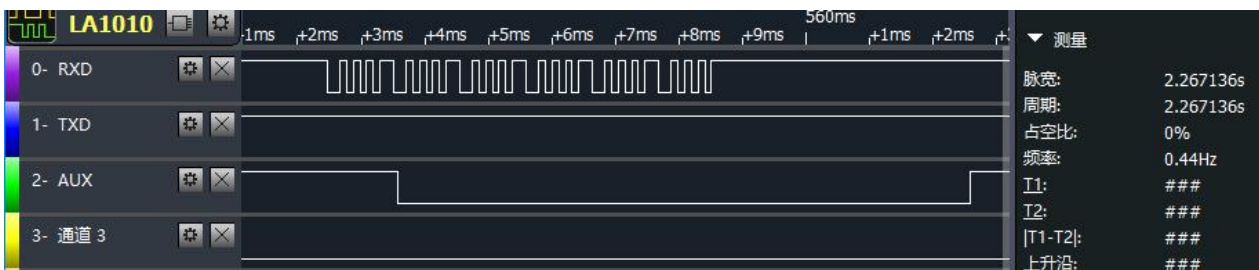 LA1010
-1ms +2ms +3ms +4ms +5ms +6ms +7ms +8ms +9ms 560ms +1ms +2ms
▼ 测量
0- RXD
1- TXD
2- AUX
3- 通道 3
脉宽: 2.267136s
周期: 2.267136s
占空比: 0%
频率: 0.44Hz
T1: ###
T2: ###
|T1-T2|: ###
上升沿: ###